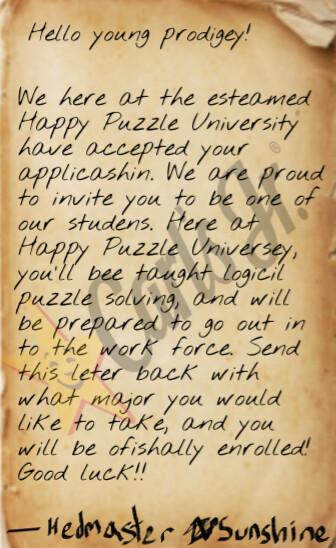 Hello young prodigey!
We here at the esteamed
Happy Puzzle University
have accepted your
applicashin. We are proud
to invite you to be one of
our studens. Here at
Happy Puzzle Universey,
you'll bee taught logicil
puzzle solving, and will
be prepared to go out in
to the work force. Send
this leter back with
what major you would
like to take, and you
will be ofishally enrolled!
Good luck!!
— Hedmaster Sunshine
Carl's Jr.®